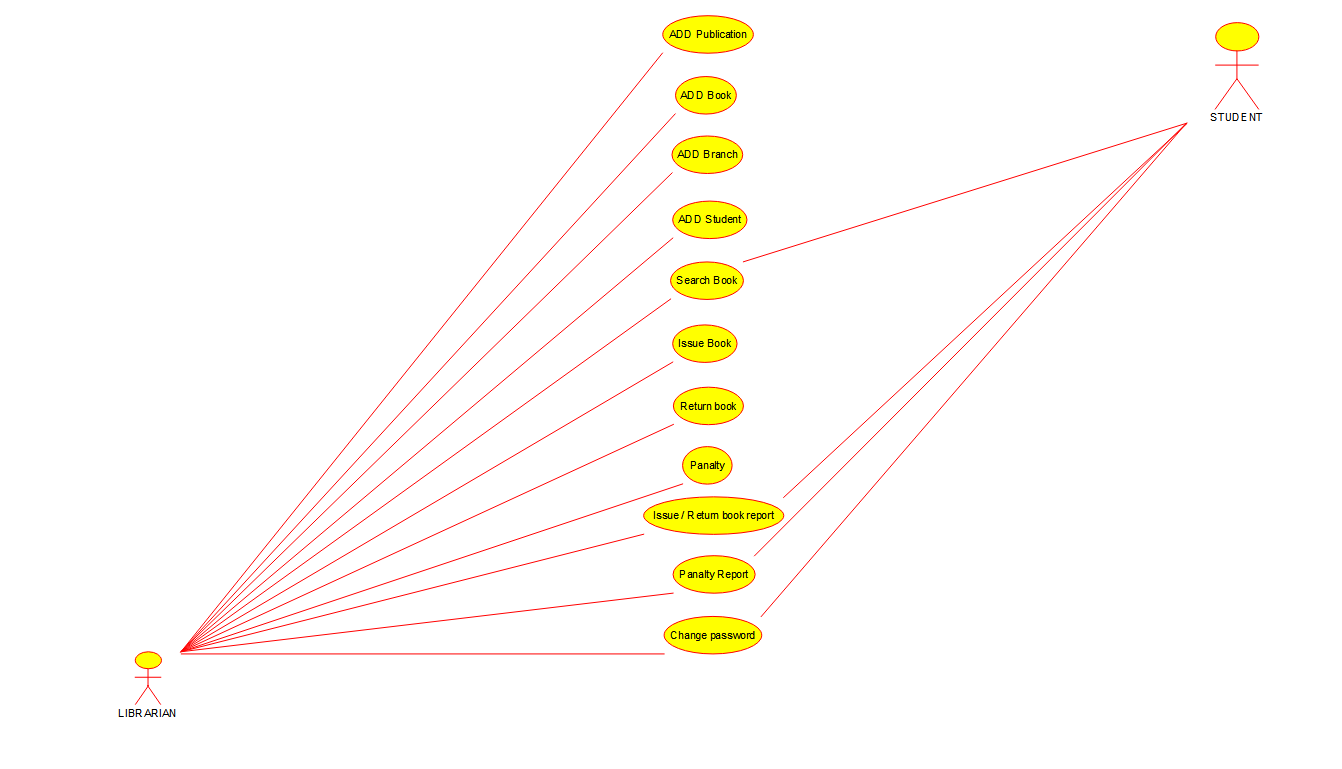 ADD Publication
STUDENT
ADD Book
ADD Branch
ADD Student
Search Book
Issue Book
Return book
Panalty
Issue / Return book report
Panalty Report
Change password
LIBRARIAN